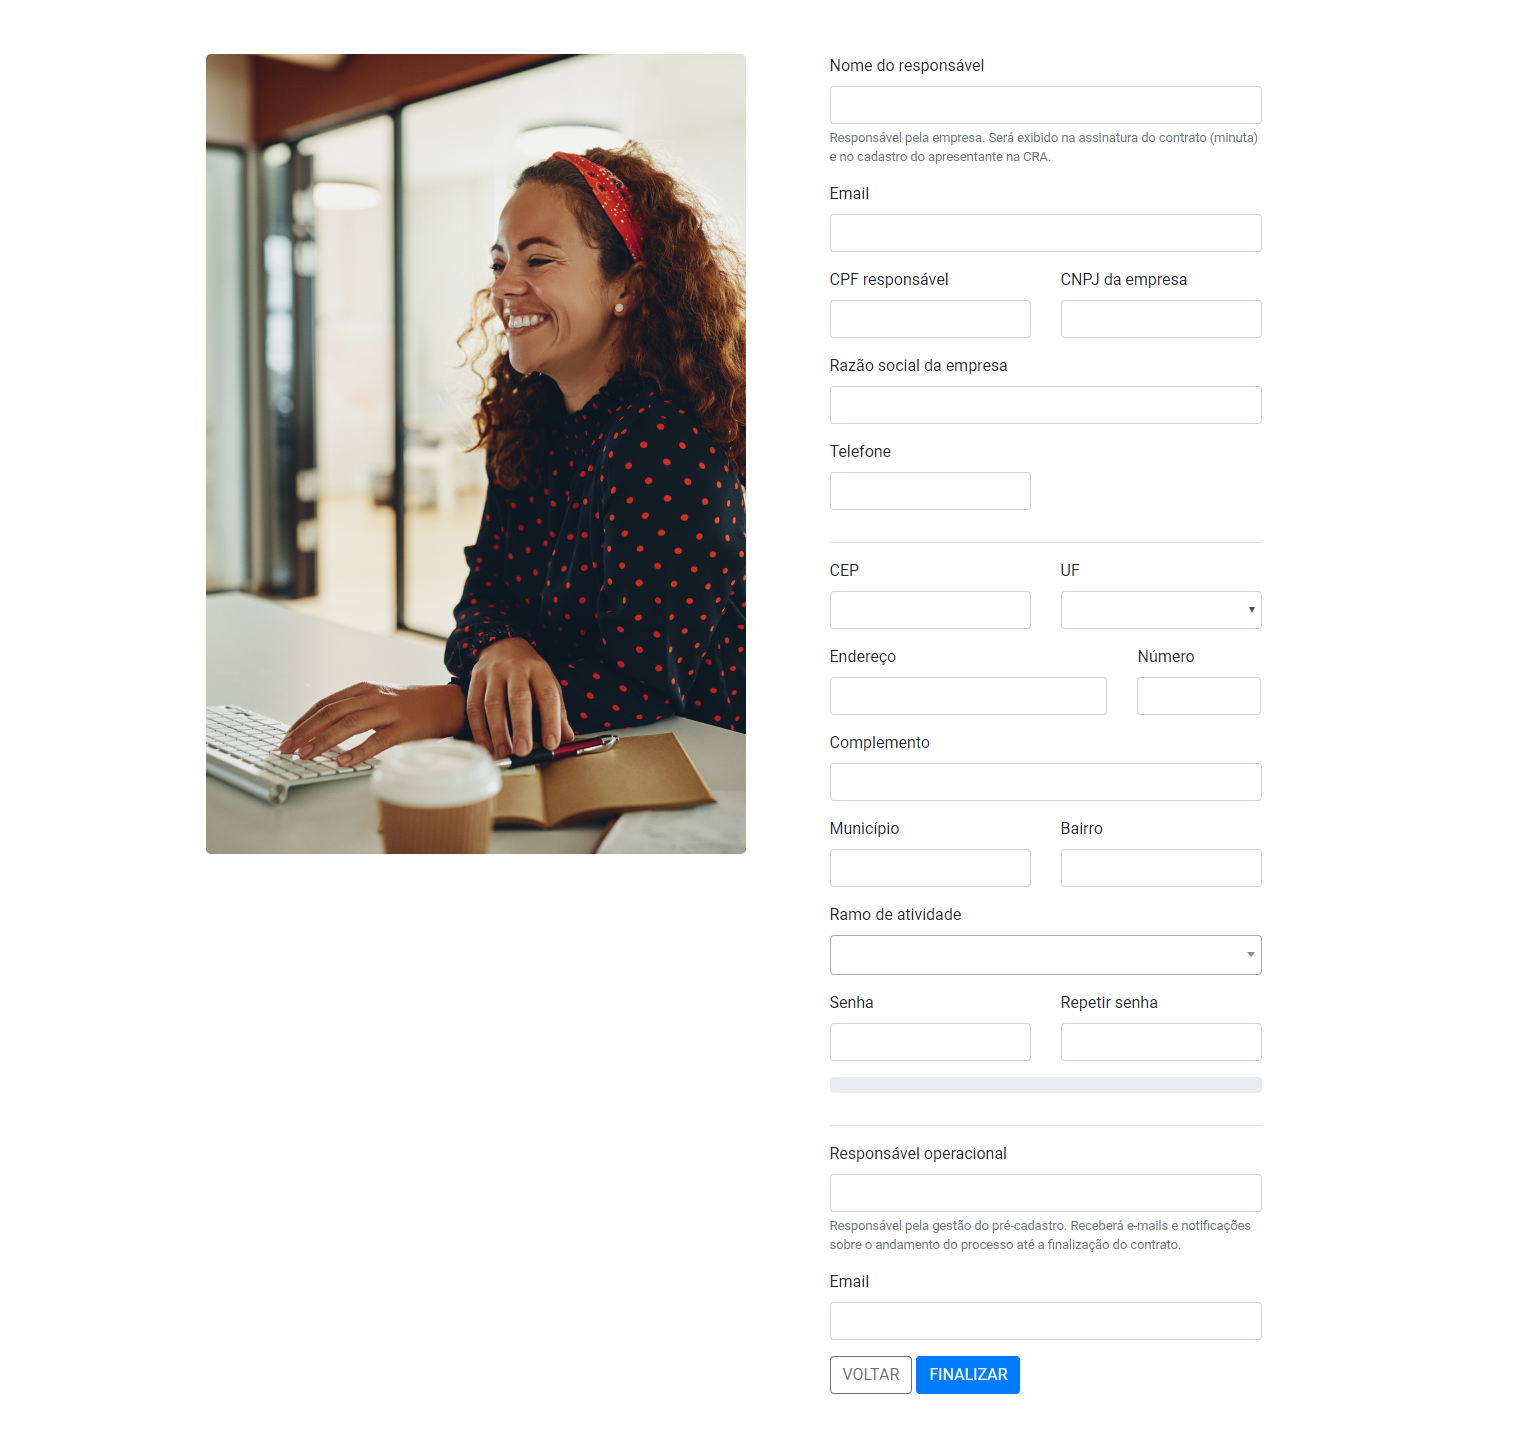 Nome do responsável
Responsável pela empresa. Será exibido na assinatura do contrato (minuta)
e no cadastro do apresentante na CRA.
Email
CPF responsável
CNPJ da empresa
Razão social da empresa
Telefone
CEP
UF
Endereço
Número
Complemento
Município
Bairro
Ramo de atividade
Senha
Repetir senha
Responsável operacional
Responsável pela gestão do pré-cadastro. Receberá e-mails e notificações
sobre o andamento do processo até a finalização do contrato.
Email
VOLTAR
FINALIZAR